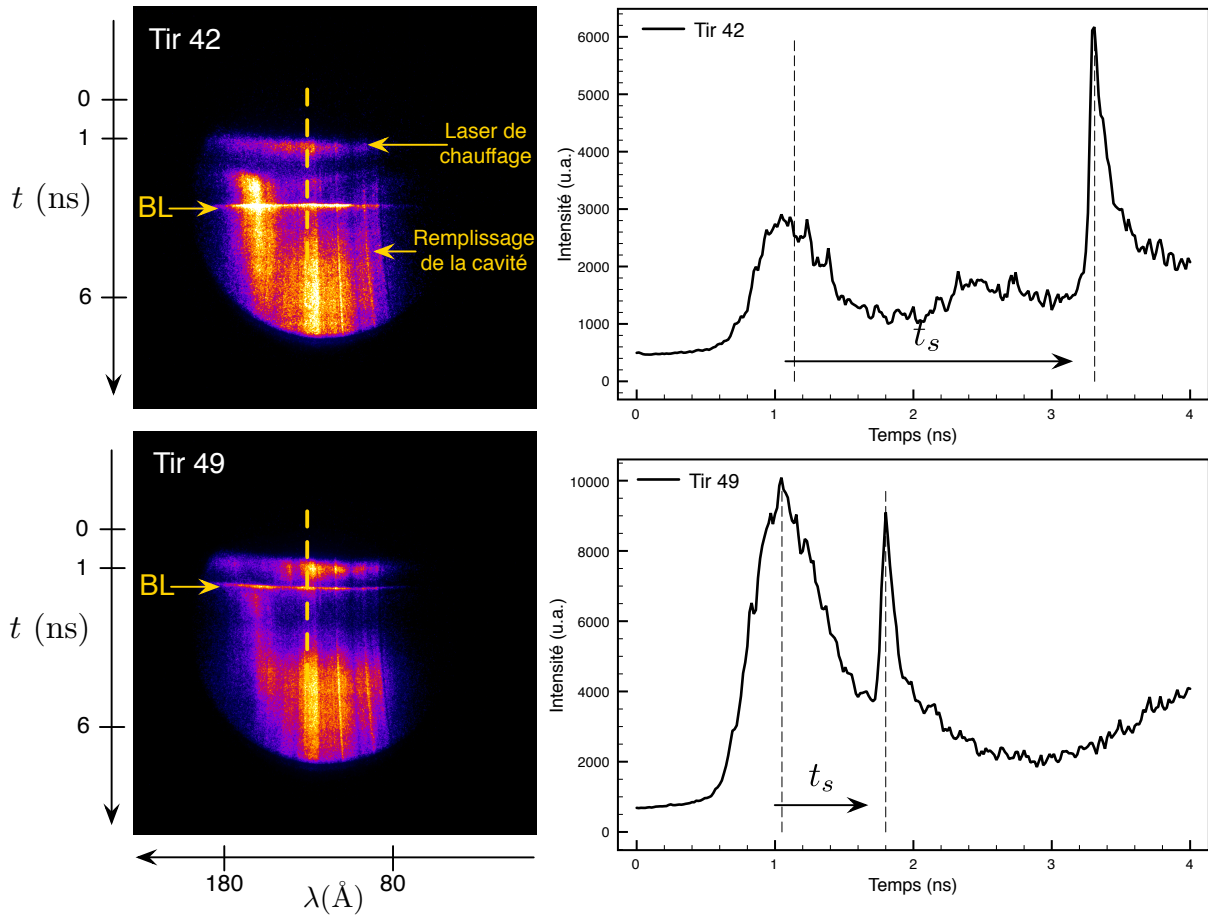 Tir 42
0
1
t (ns)
6
BL
Laser de
chauffage
Remplissage
de la cavité
Tir 42
Intensité (u.a.)
6000
5000
4000
3000
2000
1000
0
t_s
0
1
2
3
4
Temps (ns)
Tir 49
0
1
t (ns)
6
BL
180
80
λ(Å)
Tir 49
Intensité (u.a.)
10000
8000
6000
4000
2000
0
t_s
0
1
2
3
4
Temps (ns)